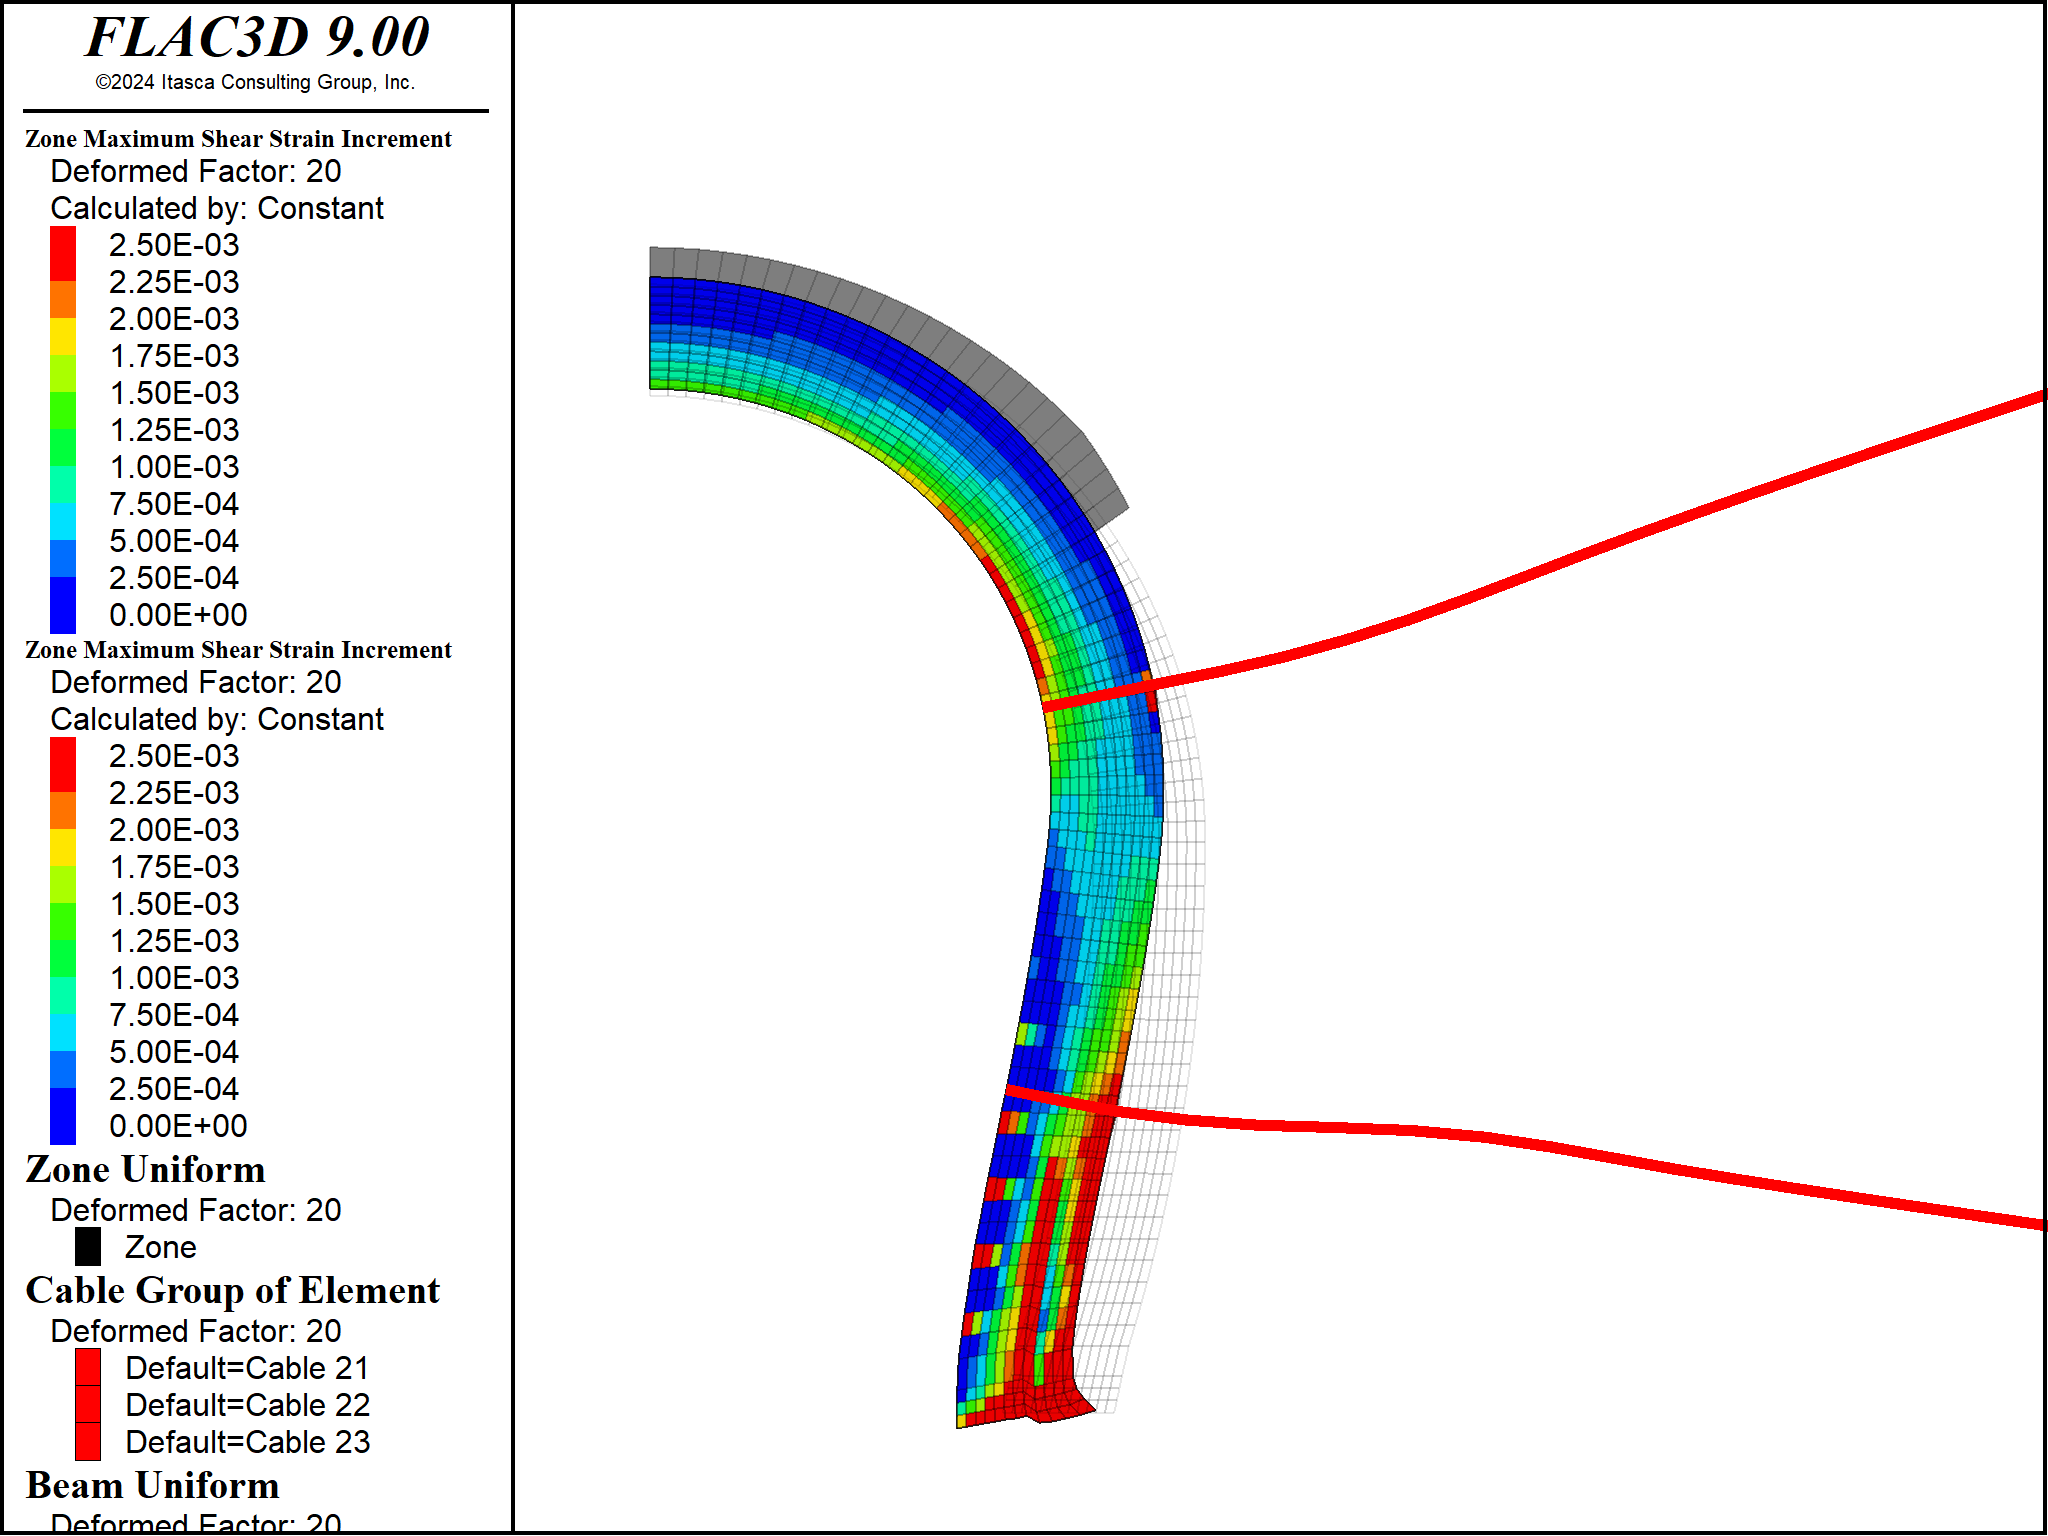 FLAC3D 9.00
©2024 Itasca Consulting Group, Inc.
Zone Maximum Shear Strain Increment
Deformed Factor: 20
Calculated by: Constant
2.50E-03
2.25E-03
2.00E-03
1.75E-03
1.50E-03
1.25E-03
1.00E-03
7.50E-04
5.00E-04
2.50E-04
0.00E+00
Zone Maximum Shear Strain Increment
Deformed Factor: 20
Calculated by: Constant
2.50E-03
2.25E-03
2.00E-03
1.75E-03
1.50E-03
1.25E-03
1.00E-03
7.50E-04
5.00E-04
2.50E-04
0.00E+00
Zone Uniform
Deformed Factor: 20
Zone
Cable Group of Element
Deformed Factor: 20
Default=Cable 21
Default=Cable 22
Default=Cable 23
Beam Uniform
Deformed Factor: 20